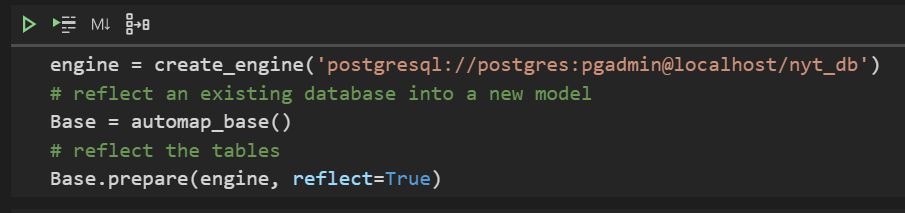 M↓
engine = create_engine('postgresql://postgres:pgadmin@localhost/nyt_db')
# reflect an existing database into a new model
Base = automap_base()
# reflect the tables
Base.prepare(engine, reflect=True)